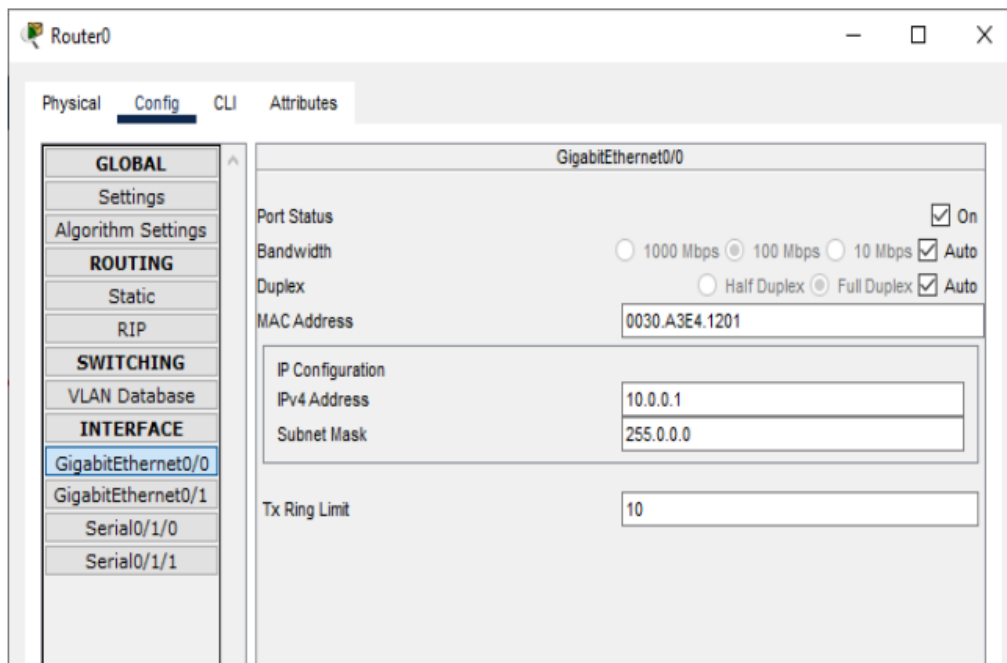 Router0
Physical Config CLI Attributes
GLOBAL
Settings
Algorithm Settings
ROUTING
Static
RIP
SWITCHING
VLAN Database
INTERFACE
GigabitEthernet0/0
GigabitEthernet0/1
Serial0/1/0
Serial0/1/1
GigabitEthernet0/0
Port Status On
Bandwidth 1000 Mbps 100 Mbps 10 Mbps Auto
Duplex Half Duplex Full Duplex Auto
MAC Address 0030.A3E4.1201
IP Configuration
IPv4 Address 10.0.0.1
Subnet Mask 255.0.0.0
Tx Ring Limit 10